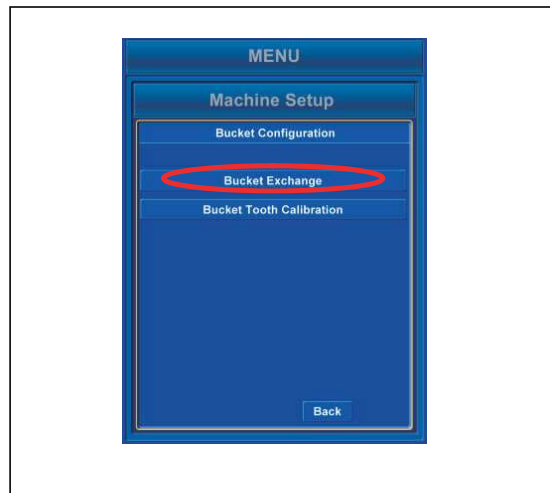 MENU
Machine Setup
Bucket Configuration
Bucket Exchange
Bucket Tooth Calibration
Back